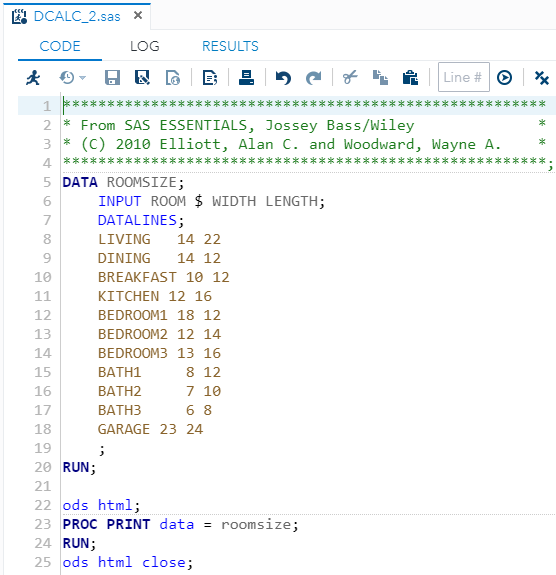 DCALC_2.sas ×
CODE LOG RESULTS
Line #
1 *******************************************************
2 * From SAS ESSENTIALS, Jossey Bass/Wiley *
3 * (C) 2010 Elliott, Alan C. and Woodward, Wayne A. *
4 *******************************************************;
5 DATA ROOMSIZE;
6 INPUT ROOM $ WIDTH LENGTH;
7 DATALINES;
8 LIVING 14 22
9 DINING 14 12
10 BREAKFAST 10 12
11 KITCHEN 12 16
12 BEDROOM1 18 12
13 BEDROOM2 12 14
14 BEDROOM3 13 16
15 BATH1 8 12
16 BATH2 7 10
17 BATH3 6 8
18 GARAGE 23 24
19 ;
20 RUN;
21
22 ods html;
23 PROC PRINT data = roomsize;
24 RUN;
25 ods html close;